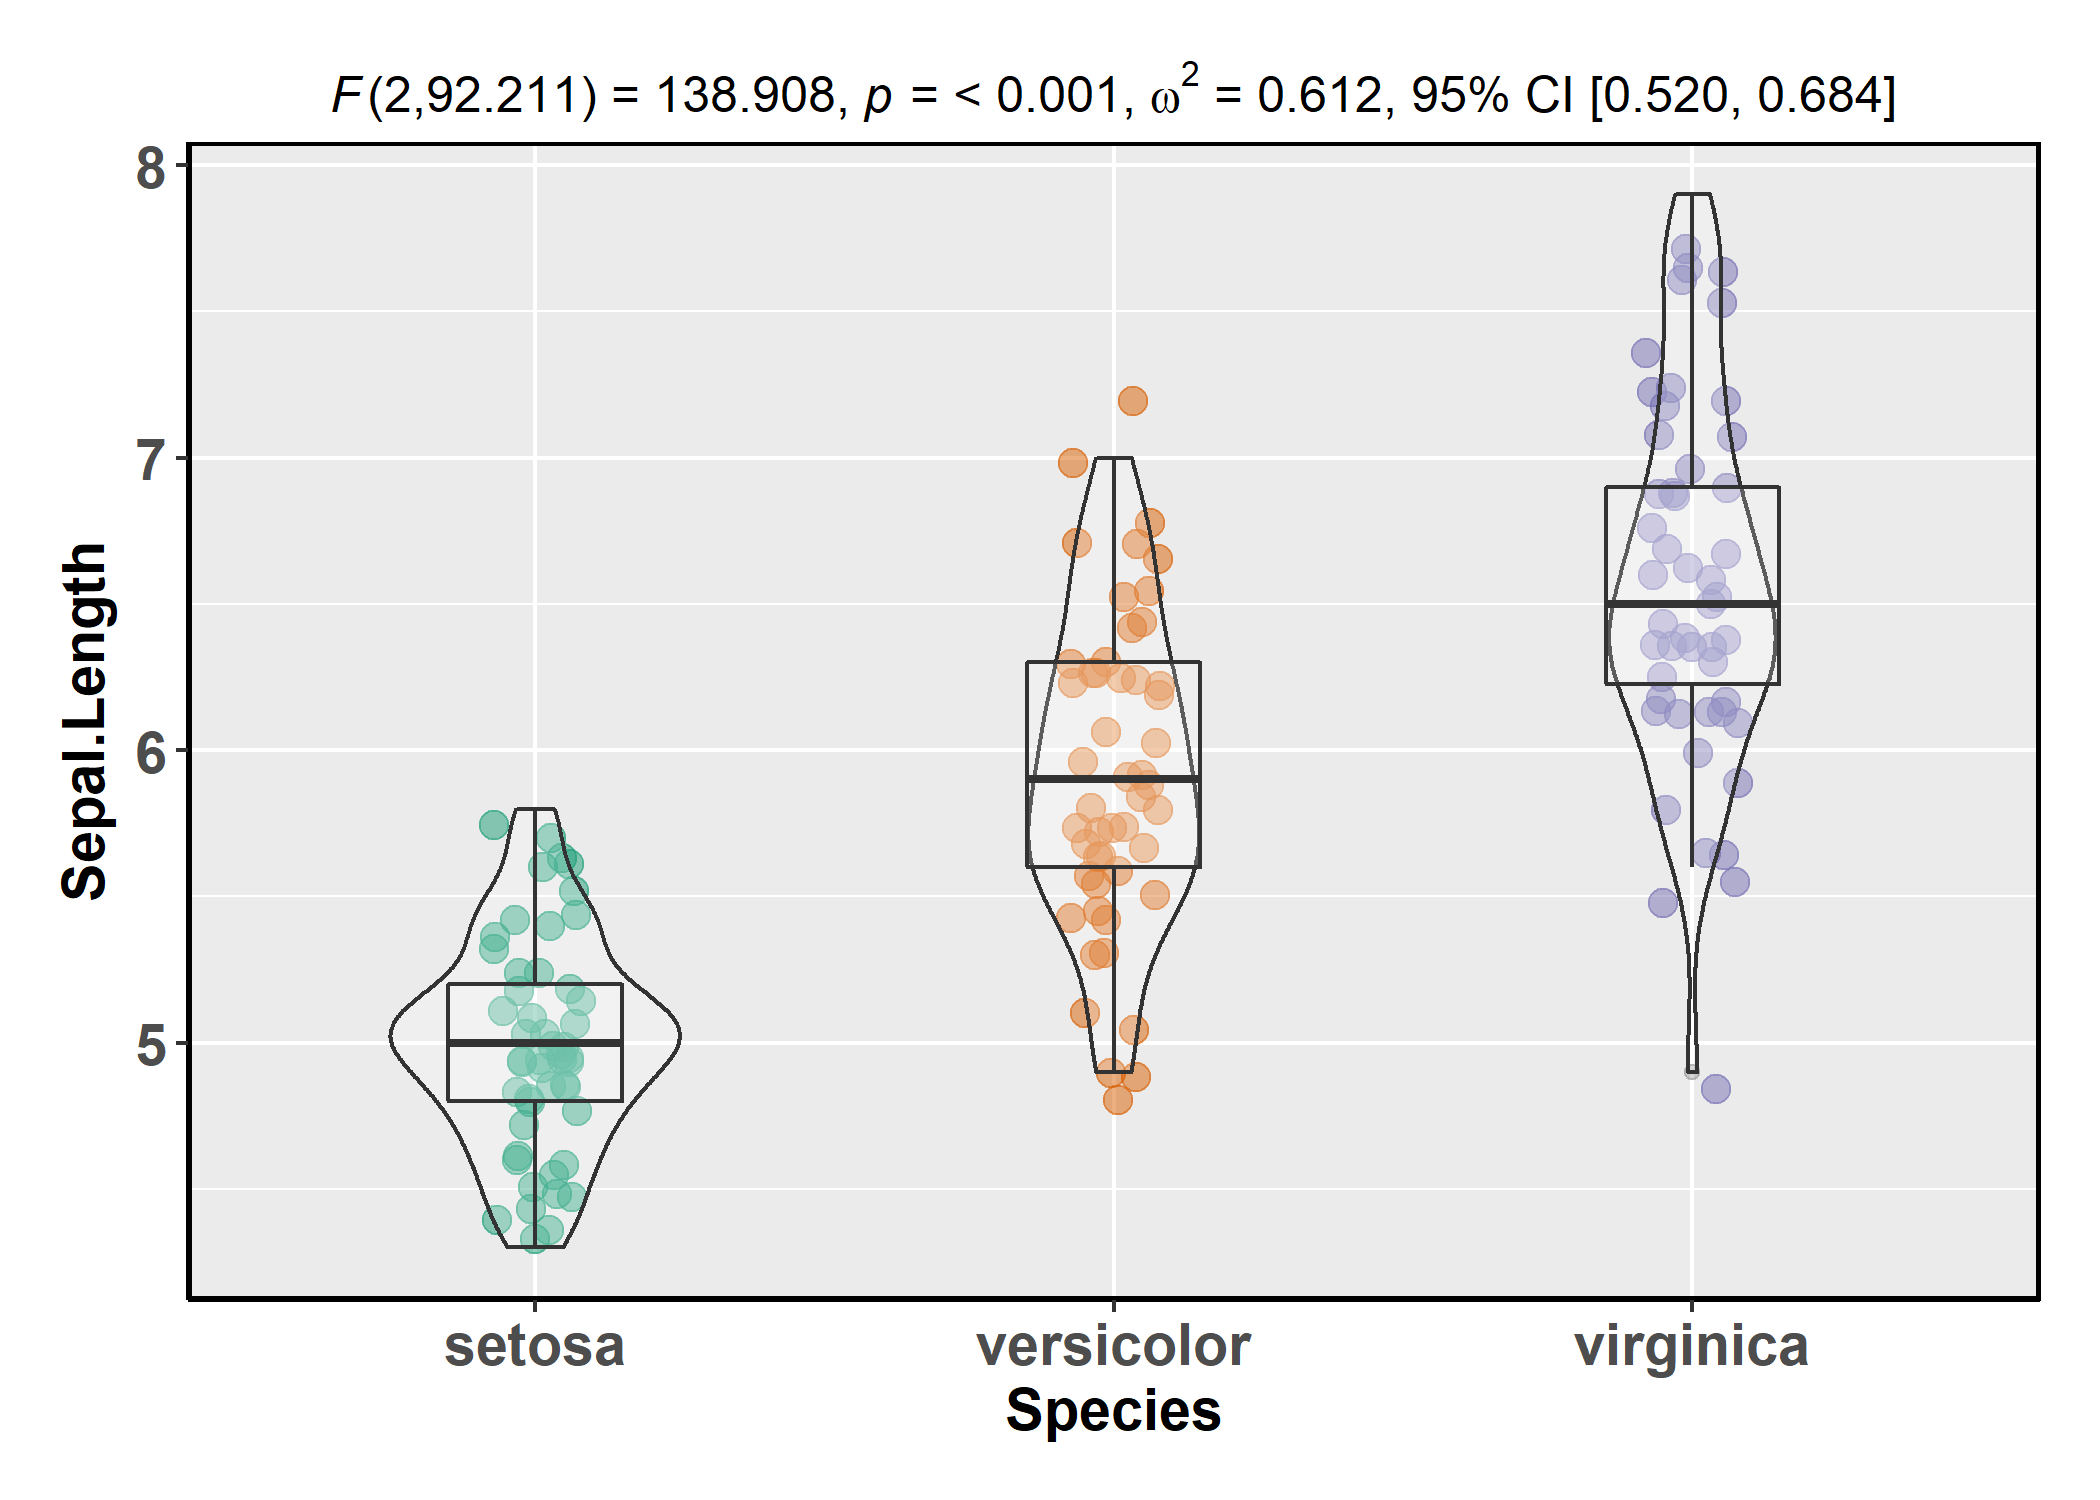 F(2,92.211) = 138.908, p = < 0.001, ω² = 0.612, 95% CI [0.520, 0.684]
8
7
6
5
Sepal.Length
setosa versicolor virginica
Species